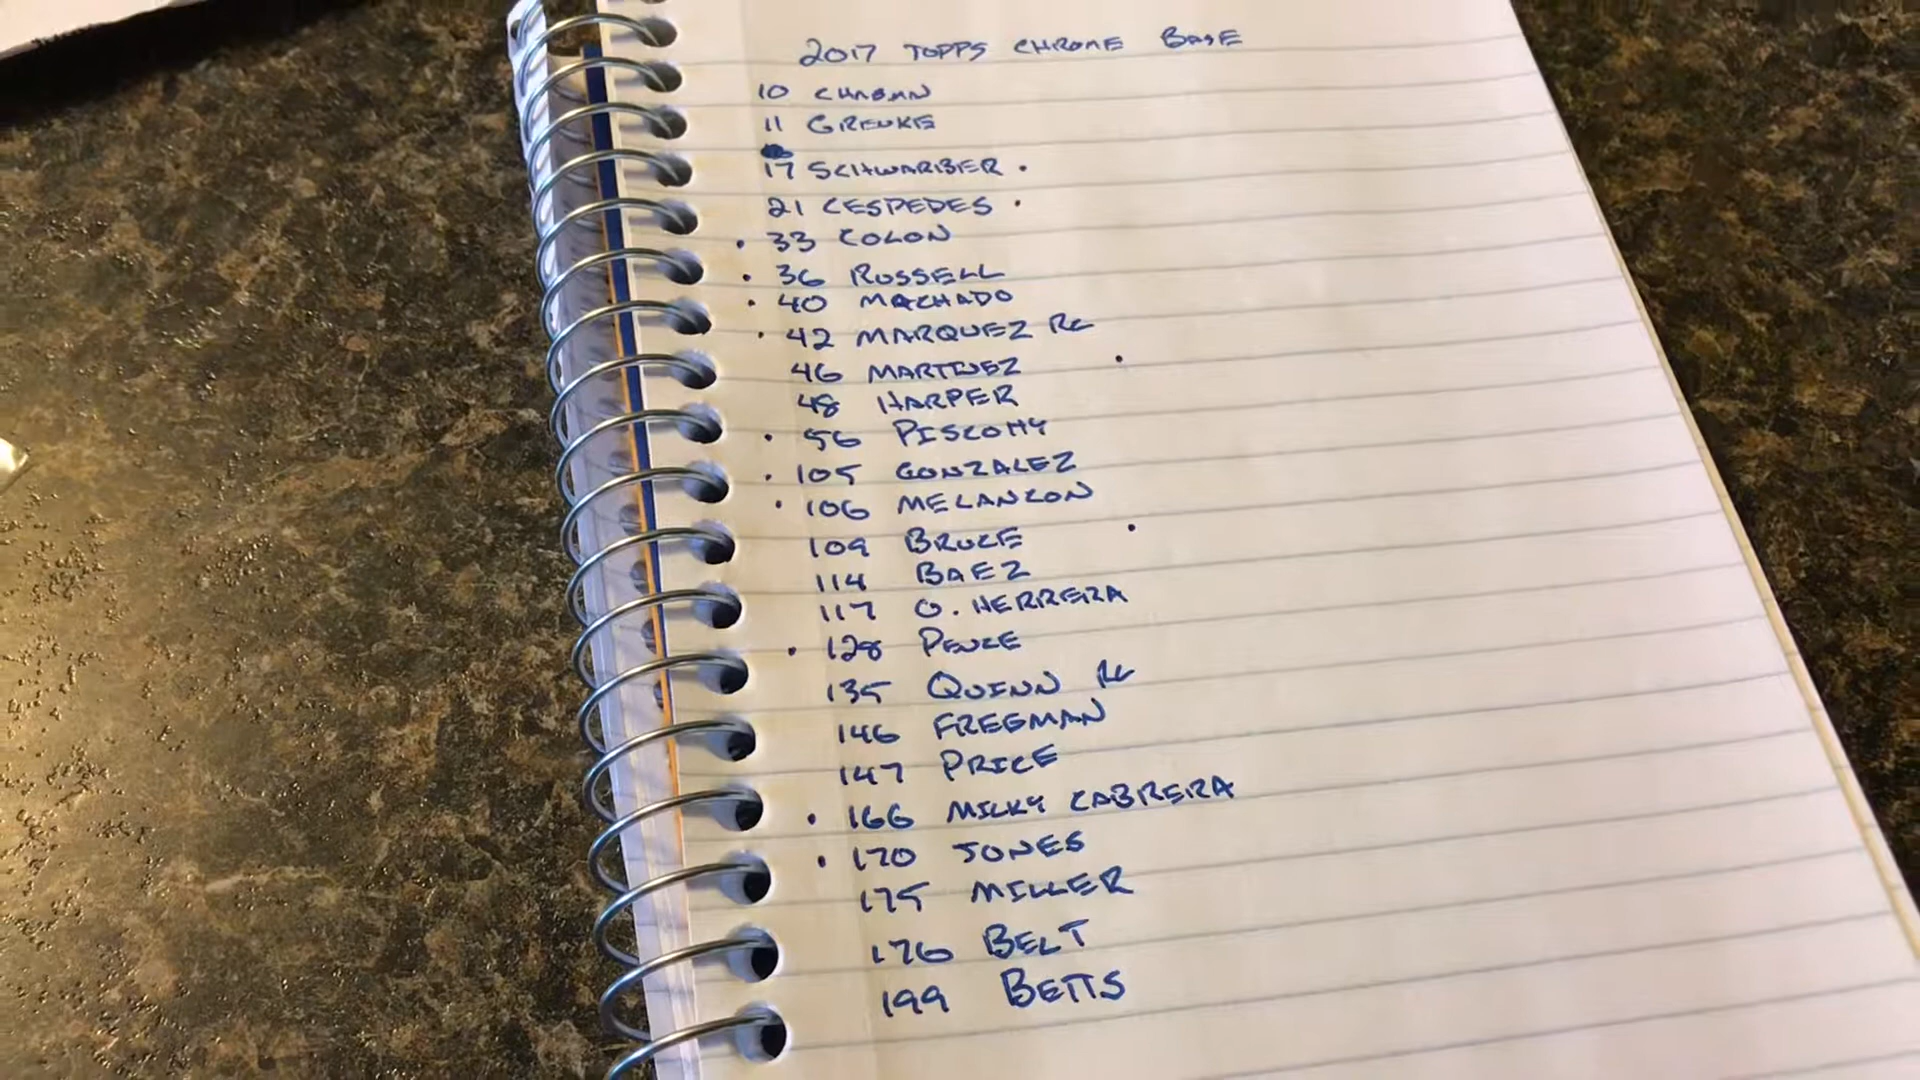 2017 TOPPS CHROME BASE
10 CHABAN
11 GRENKE
17 SCHWARBER .
21 CESPEDES .
. 33 COLON
. 36 RUSSELL
. 40 MACHADO
. 42 MARQUEZ RC
46 MARTINEZ .
48 HARPER
. 56 PISCOTTY
. 105 GONZALEZ
. 106 MELANCON
109 BRUCE .
114 BAEZ
117 O. HERRERA
. 128 PENCE
135 QUINN RC
146 FREEMAN
147 PRICE
. 166 MILKY CABRERA
. 170 JONES
175 MILLER
176 BELT
199 BETTS